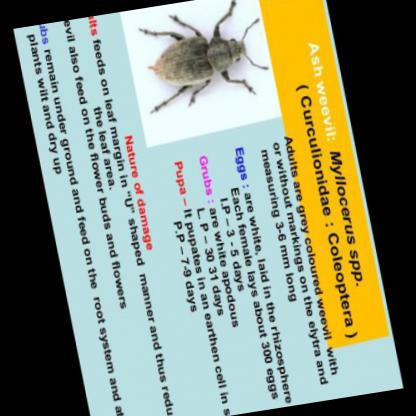 Ash weevil: Myllocerus spp.
( Curculionidae : Coleoptera )
Adults are grey coloured weevil with
or without markings on the elytra and
measuring 3-6 mm long
Eggs : are white, laid in the rhizosphere
Each female lays about 300 eggs
I.P – 3 - 5 days
Grubs : are white apodous
L. P – 30 31 days
Pupa – It pupates in an earthen cell in s
P.P – 7-9 days
Nature of damage
lts feeds on leaf margin in "U" shaped manner and thus redu
the leaf area.
evil also feed on the flower buds and flowers
ubs remain under ground and feed on the root system and af
plants wilt and dry up